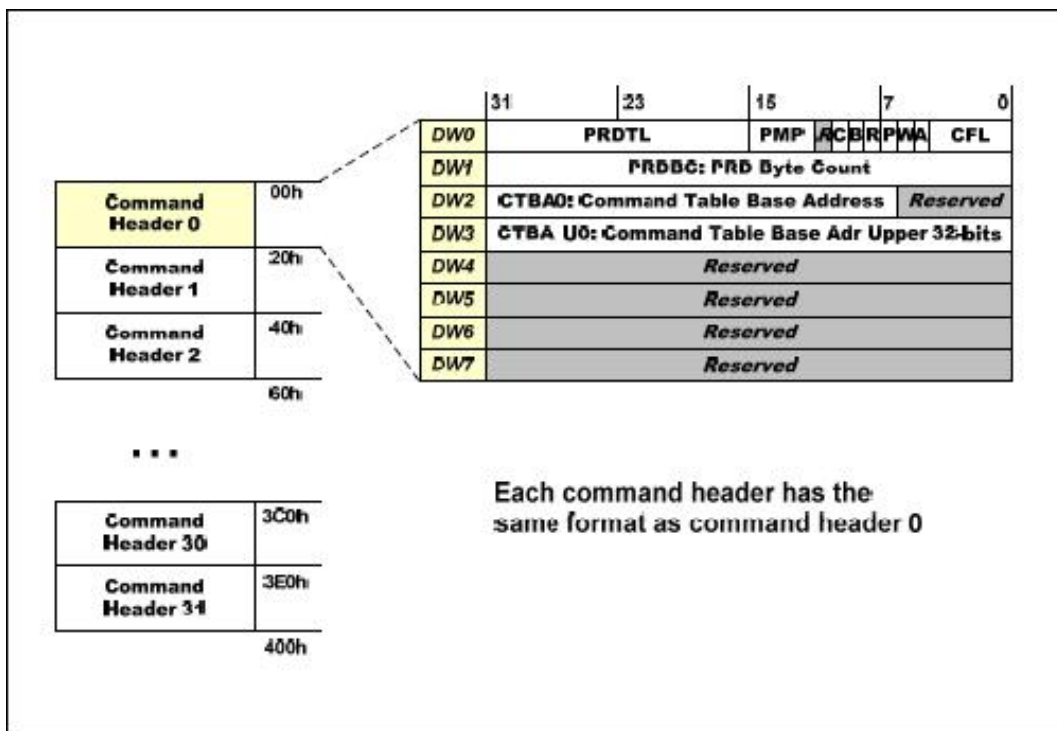 31 23 15 7 0
DW0 PRDTL PMP R C B R P W A CFL
DW1 PRDBC: PRD Byte Count
DW2 CTBA0: Command Table Base Address Reserved
DW3 CTBA U0: Command Table Base Adr Upper 32-bits
DW4 Reserved
DW5 Reserved
DW6 Reserved
DW7 Reserved
Command
Header 0
00h
Command
Header 1
20h
Command
Header 2
40h
60h
...
Command
Header 30
3C0h
Command
Header 31
3E0h
400h
Each command header has the
same format as command header 0